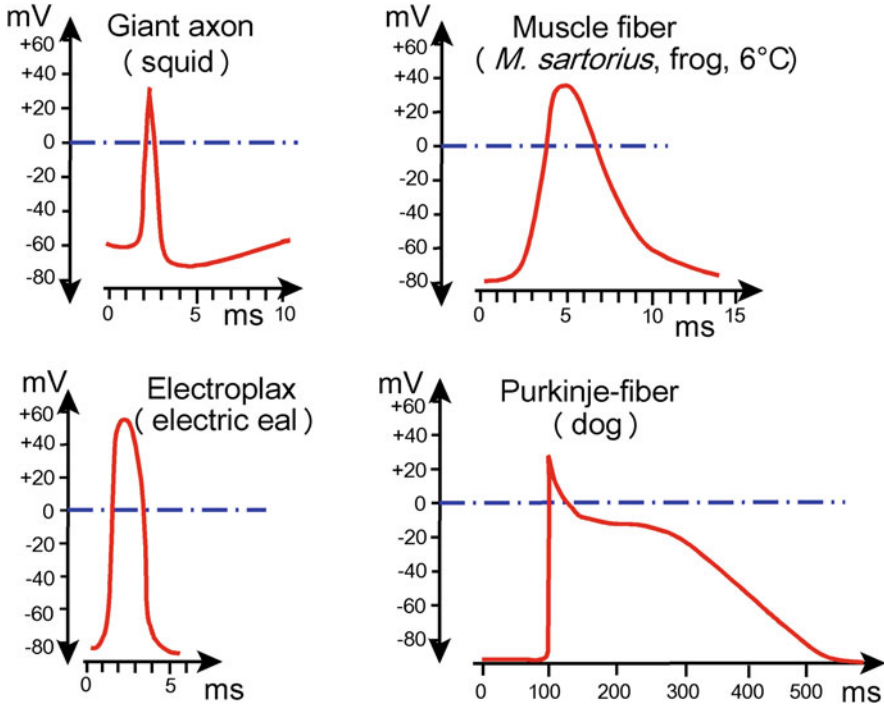 mV
Giant axon
( squid )
+60
+40
+20
0
-20
-40
-60
-80
0 5 10
ms
mV
Muscle fiber
( M. sartorius, frog, 6°C)
+60
+40
+20
0
-20
-40
-60
-80
0 5 10 15
ms
mV
Electroplax
( electric eal )
+60
+40
+20
0
-20
-40
-60
-80
0 5
ms
mV
Purkinje-fiber
( dog )
+60
+40
+20
0
-20
-40
-60
-80
0 100 200 300 400 500
ms